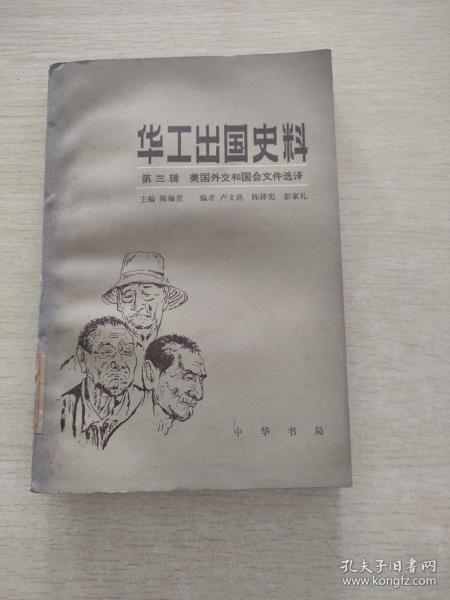 华工出国史料
第三辑 美国外交和国会文件选译
主编 陈翰笙 编者 卢文迪 陈泽宪 彭家礼
中华书局
孔夫子旧书网
www.kongfz.com